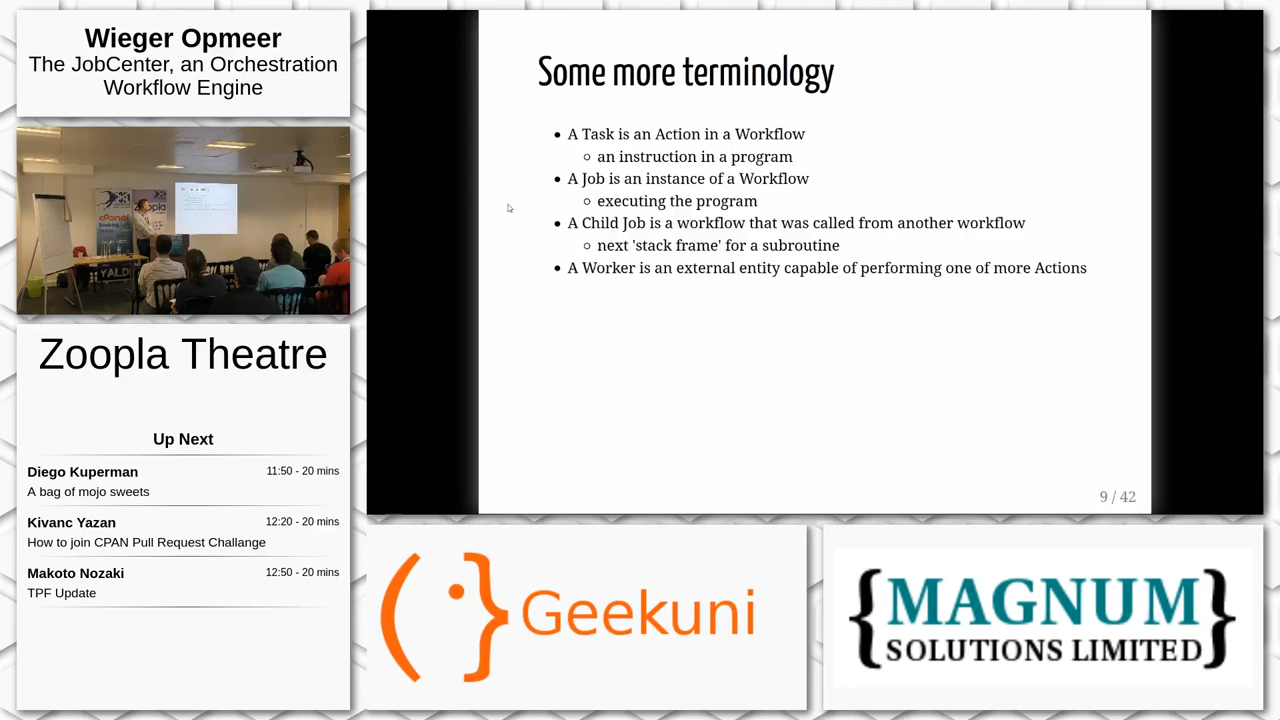 Wieger Opmeer
The JobCenter, an Orchestration
Workflow Engine
cPanel
YALD
Zoopla Theatre
Up Next
Diego Kuperman 11:50 - 20 mins
A bag of mojo sweets
Kivanc Yazan 12:20 - 20 mins
How to join CPAN Pull Request Challange
Makoto Nozaki 12:50 - 20 mins
TPF Update
Some more terminology
• A Task is an Action in a Workflow
○ an instruction in a program
• A Job is an instance of a Workflow
○ executing the program
• A Child Job is a workflow that was called from another workflow
○ next 'stack frame' for a subroutine
• A Worker is an external entity capable of performing one of more Actions
9 / 42
Geekuni
{MAGNUM}
SOLUTIONS LIMITED